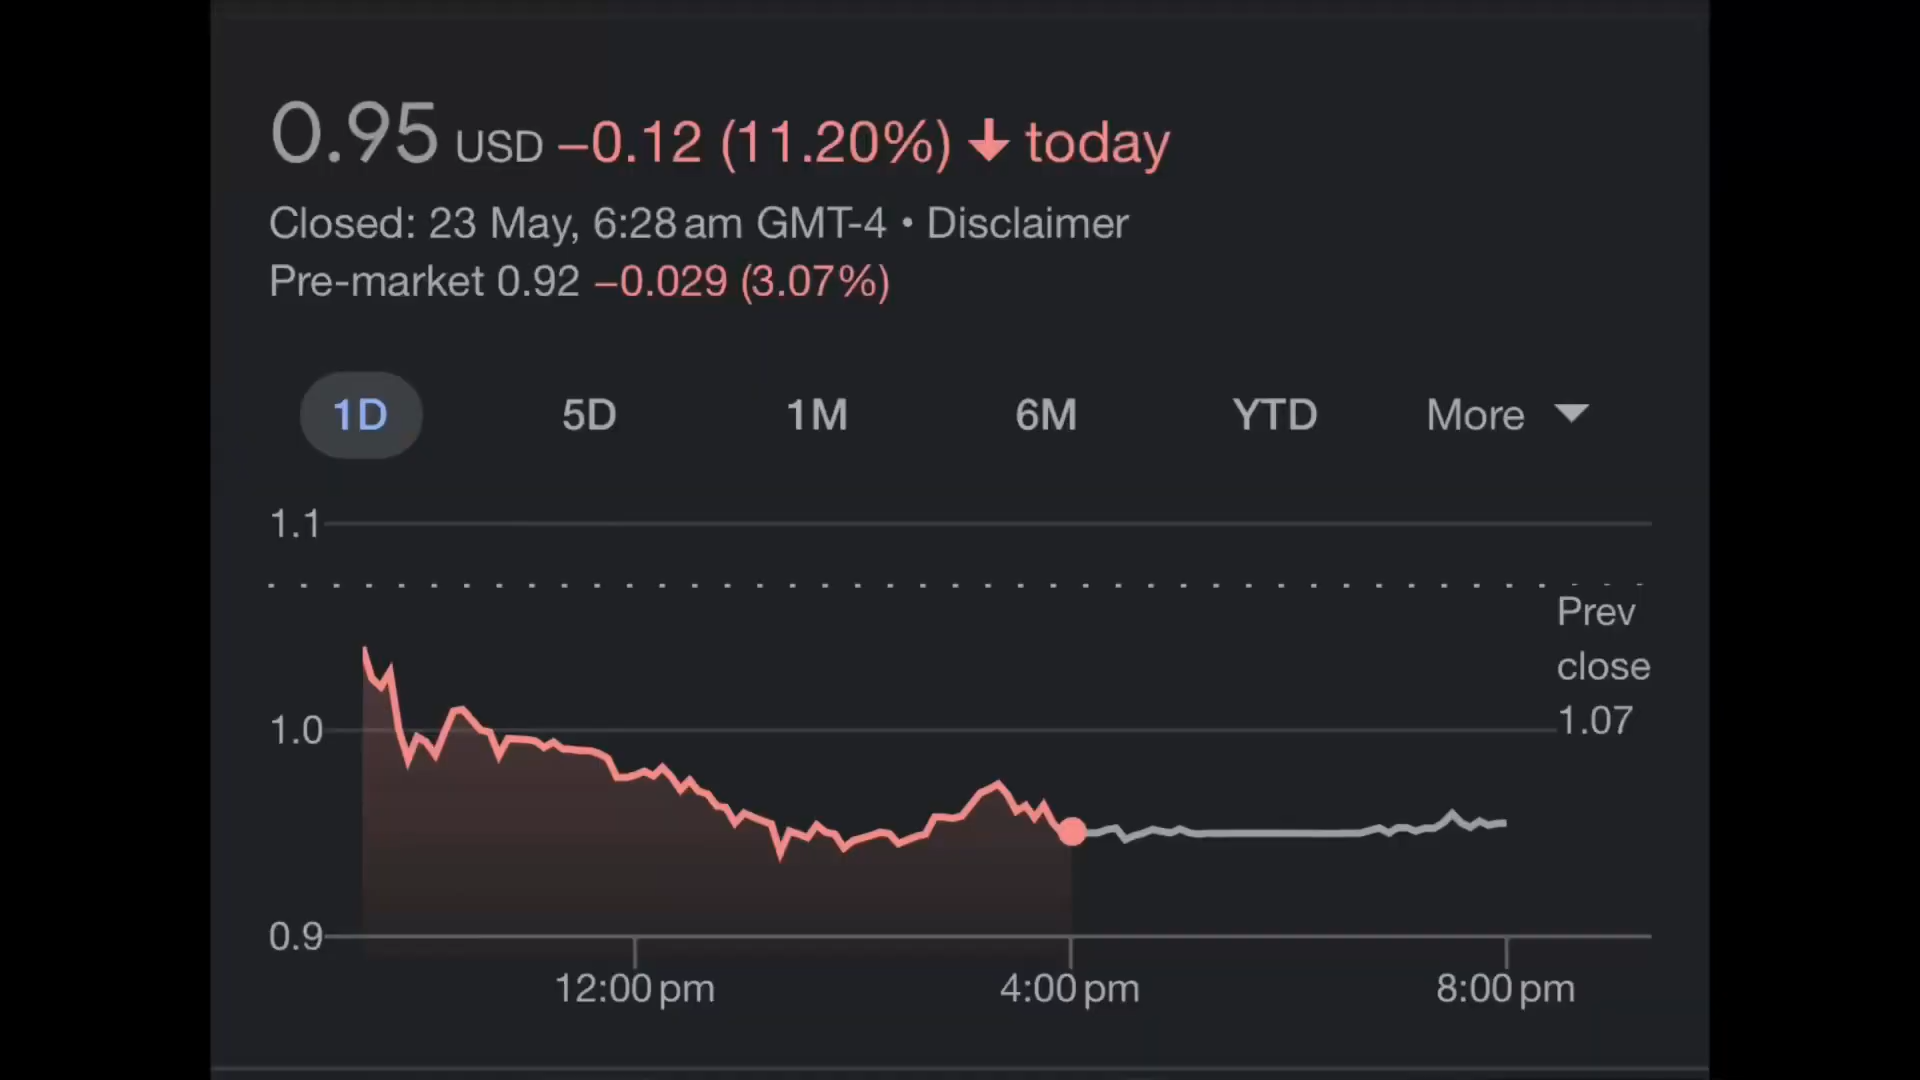 0.95 USD −0.12 (11.20%) ↓ today
Closed: 23 May, 6:28 am GMT-4 • Disclaimer
Pre-market 0.92 −0.029 (3.07%)
1D 5D 1M 6M YTD More
1.1
Prev
close
1.07
1.0
0.9
12:00 pm 4:00 pm 8:00 pm